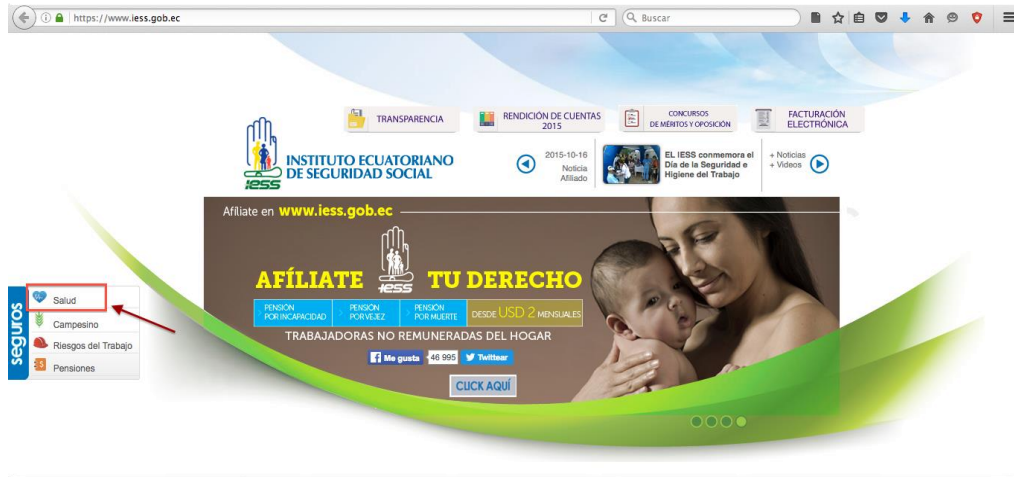 https://www.iess.gob.ec
Buscar
TRANSPARENCIA
RENDICIÓN DE CUENTAS
2015
CONCURSOS
DE MÉRITOS Y OPOSICIÓN
FACTURACIÓN
ELECTRÓNICA
iess
INSTITUTO ECUATORIANO
DE SEGURIDAD SOCIAL
2015-10-16
Noticia
Afiliado
EL IESS conmemora el
Día de la Seguridad e
Higiene del Trabajo
+ Noticias
+ Videos
Afíliate en www.iess.gob.ec
AFÍLIATE iess TU DERECHO
PENSIÓN
POR INCAPACIDAD
PENSIÓN
POR VEJEZ
PENSIÓN
POR MUERTE
DESDE USD 2 MENSUALES
TRABAJADORAS NO REMUNERADAS DEL HOGAR
Me gusta 46 995 Twittear
CLICK AQUÍ
seguros
Salud
Campesino
Riesgos del Trabajo
Pensiones